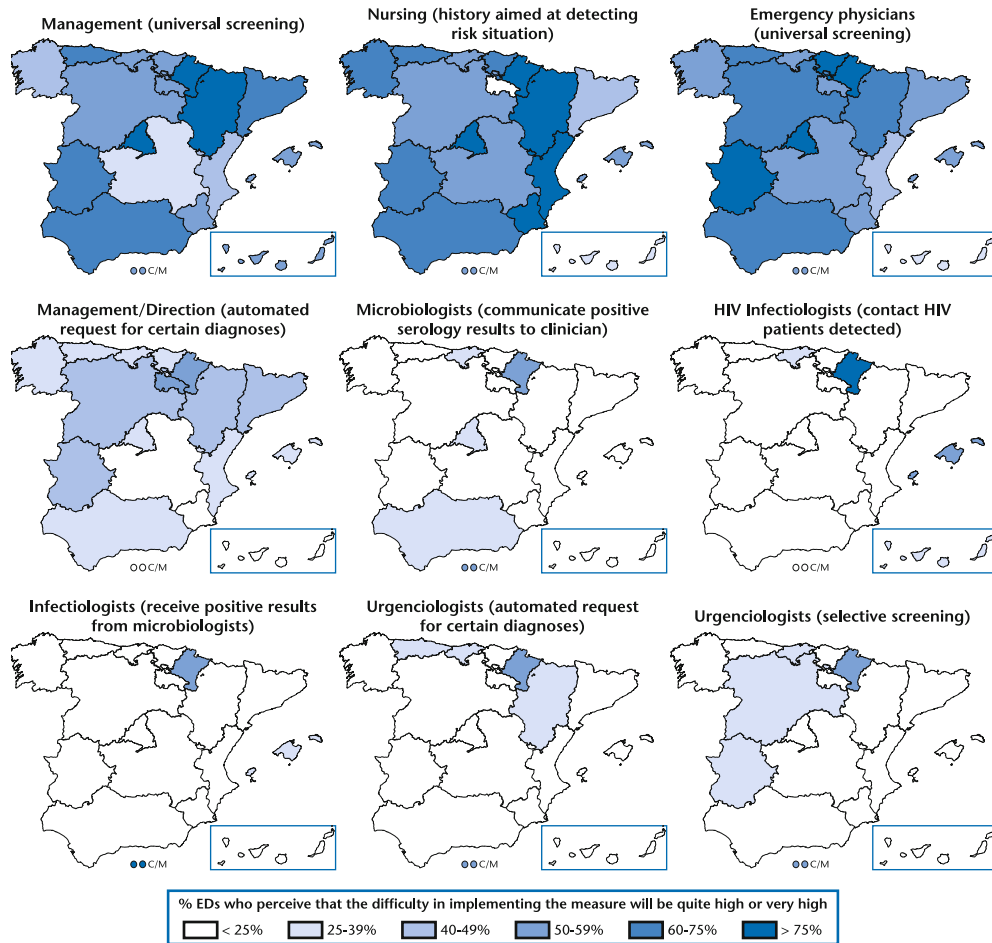 Management (universal screening)
Nursing (history aimed at detecting
risk situation)
Emergency physicians
(universal screening)
C/M
C/M
C/M
Management/Direction (automated
request for certain diagnoses)
Microbiologists (communicate positive
serology results to clinician)
HIV Infectiologists (contact HIV
patients detected)
C/M
C/M
C/M
Infectiologists (receive positive results
from microbiologists)
Urgenciologists (automated request
for certain diagnoses)
Urgenciologists (selective screening)
C/M
C/M
C/M
% EDs who perceive that the difficulty in implementing the measure will be quite high or very high
< 25%
25-39%
40-49%
50-59%
60-75%
> 75%